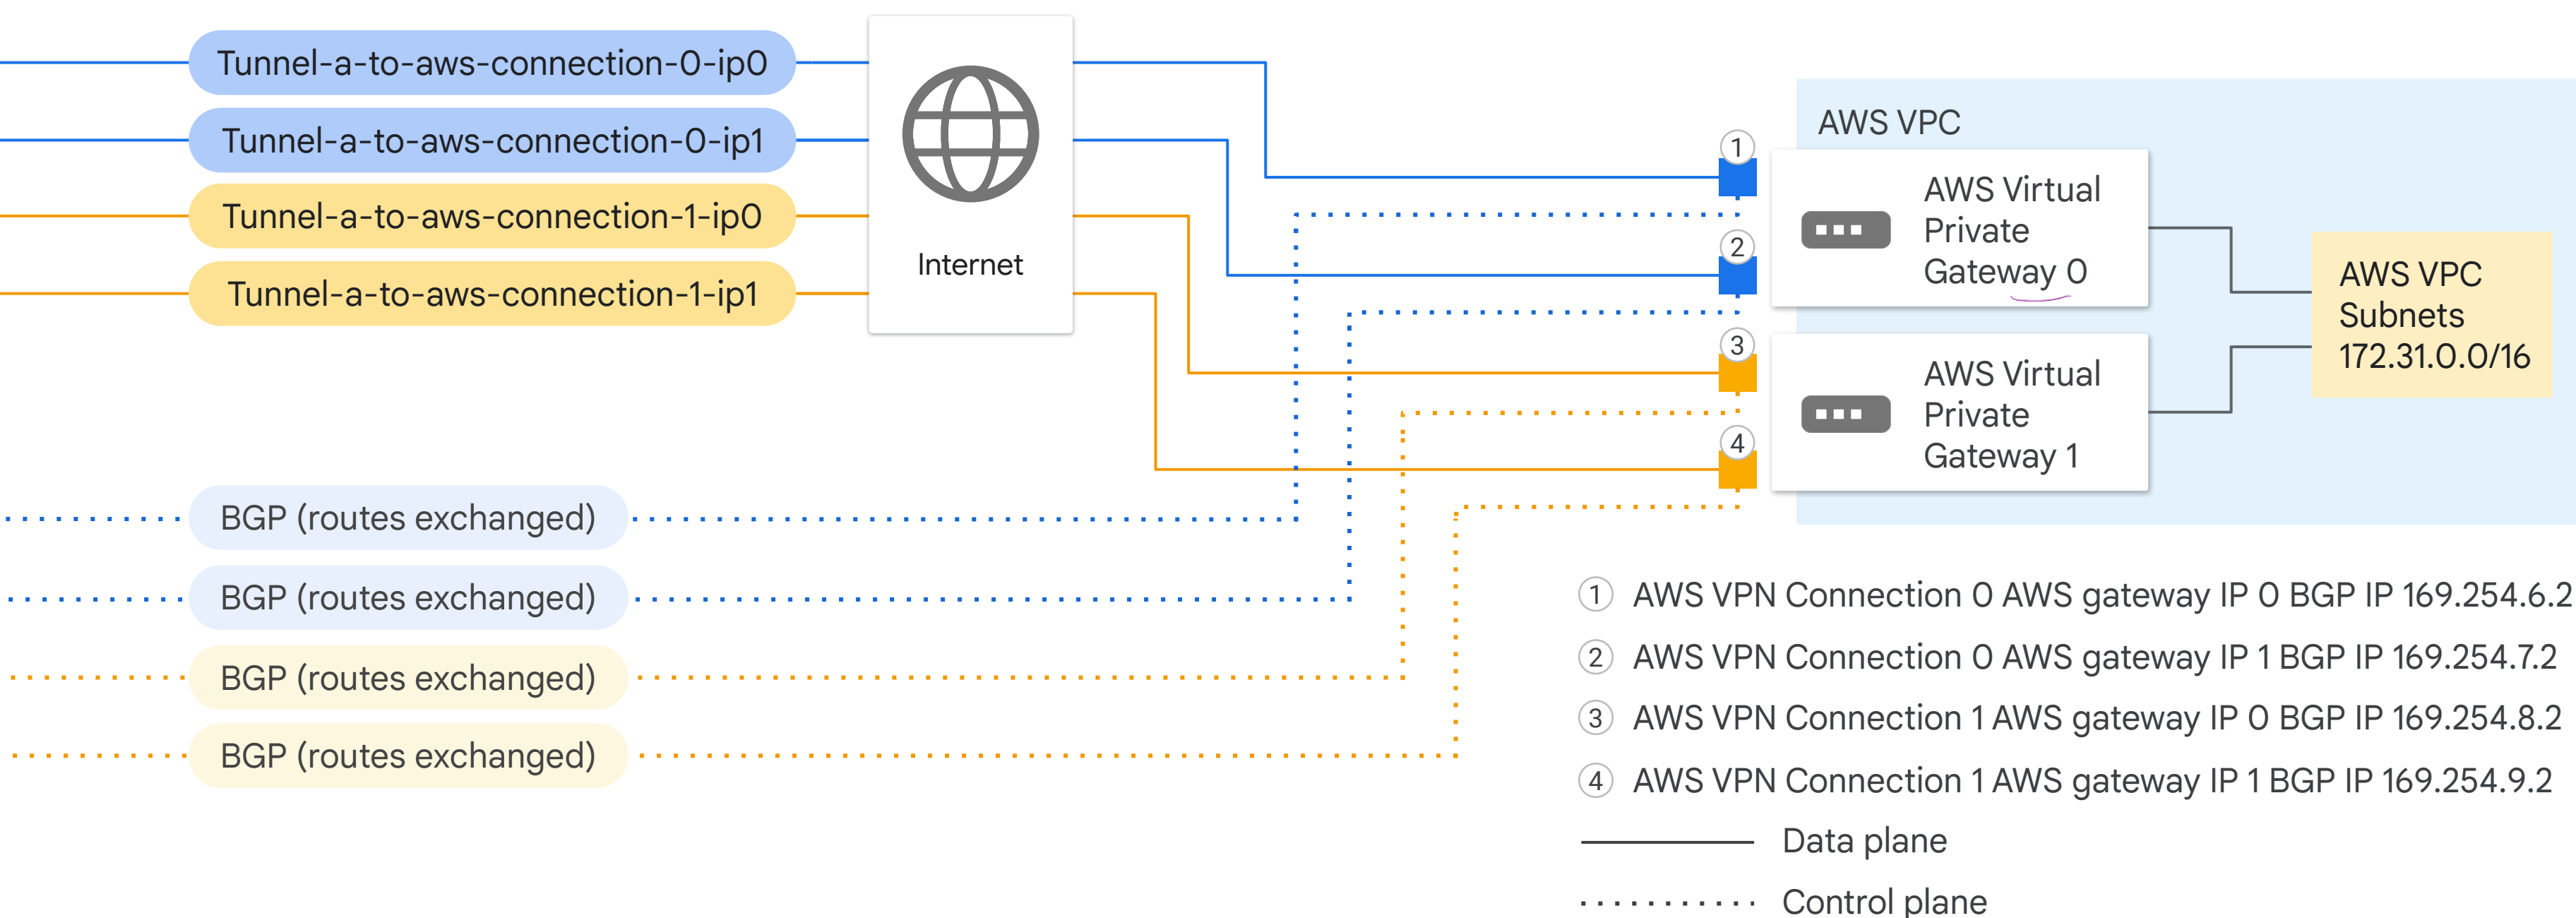 Tunnel-a-to-aws-connection-0-ip0
Tunnel-a-to-aws-connection-0-ip1
Tunnel-a-to-aws-connection-1-ip0
Tunnel-a-to-aws-connection-1-ip1
Internet
AWS VPC
1
AWS Virtual
Private
Gateway 0
2
3
AWS Virtual
Private
Gateway 1
4
AWS VPC
Subnets
172.31.0.0/16
BGP (routes exchanged)
BGP (routes exchanged)
BGP (routes exchanged)
BGP (routes exchanged)
1 AWS VPN Connection 0 AWS gateway IP 0 BGP IP 169.254.6.2
2 AWS VPN Connection 0 AWS gateway IP 1 BGP IP 169.254.7.2
3 AWS VPN Connection 1 AWS gateway IP 0 BGP IP 169.254.8.2
4 AWS VPN Connection 1 AWS gateway IP 1 BGP IP 169.254.9.2
Data plane
Control plane